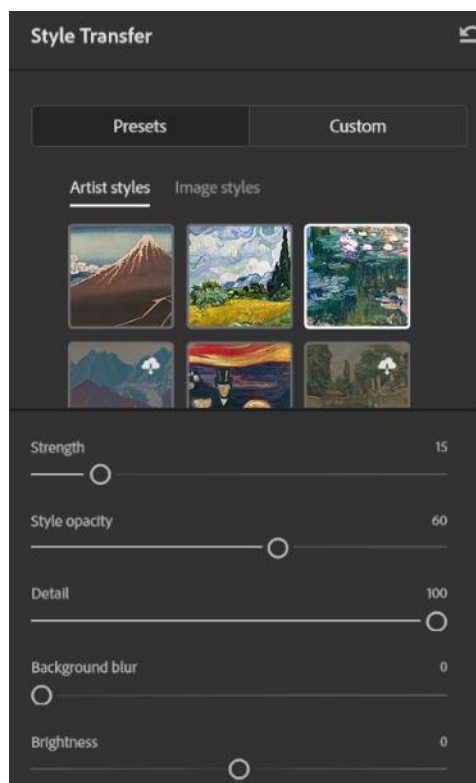 Style Transfer
Presets Custom
Artist styles Image styles
Strength 15
Style opacity 60
Detail 100
Background blur 0
Brightness 0